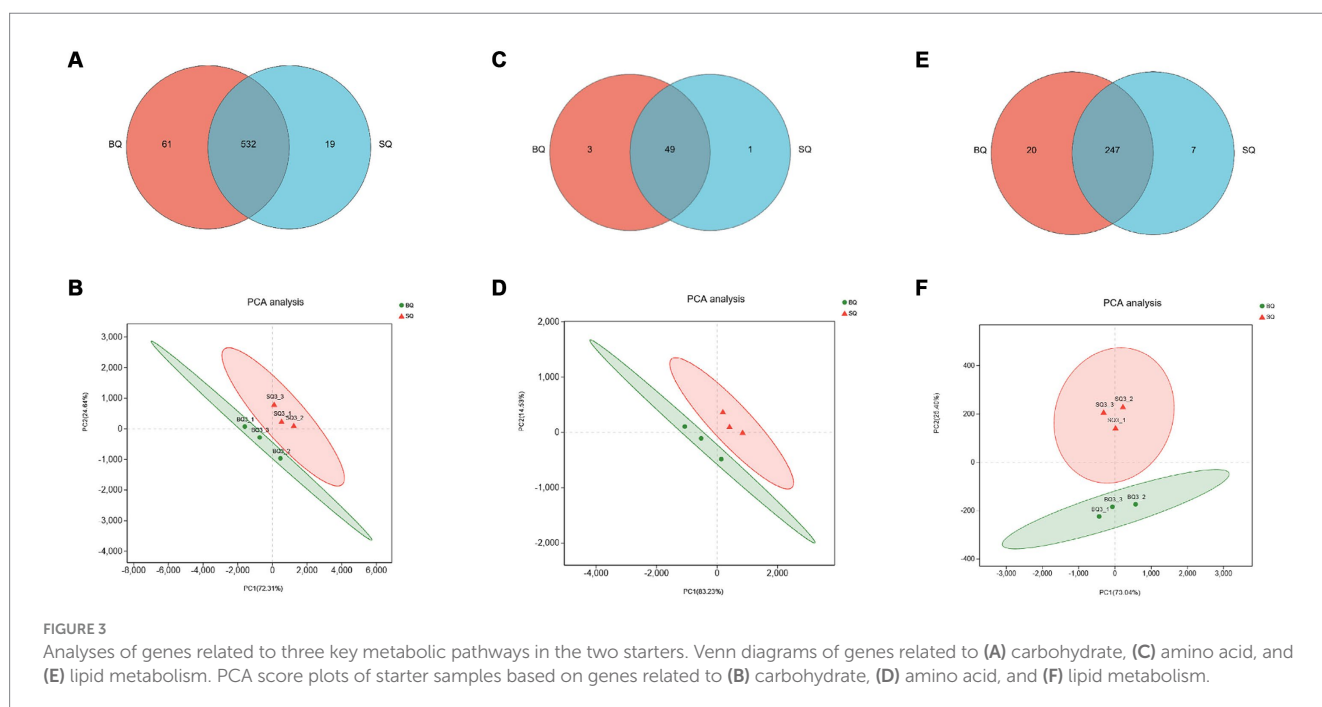 A
C
E
BQ 61 532 19 SQ
BQ 3 49 1 SQ
BQ 20 247 7 SQ
B
PCA analysis
BQ
SQ
3,000
2,000
1,000
0
-1,000
-2,000
-3,000
-4,000
PC2(24.64%)
SQ3_3
SQ3_1
SQ3_2
BQ3_1
BQ3_3
BQ3_2
-8,000 -6,000 -4,000 -2,000 0 2,000 4,000 6,000
PC1(72.31%)
D
PCA analysis
BQ
SQ
2,000
1,000
0
-1,000
-2,000
PC2(14.53%)
-4,000 -2,000 0 2,000
PC1(83.23%)
F
PCA analysis
BQ
SQ
400
200
0
-200
-400
SQ3_3
SQ3_2
SQ3_1
BQ3_1
BQ3_3
BQ3_2
-3,000 -2,000 -1,000 0 1,000 2,000 3,000
PC1(73.04%)
FIGURE 3
Analyses of genes related to three key metabolic pathways in the two starters. Venn diagrams of genes related to (A) carbohydrate, (C) amino acid, and
(E) lipid metabolism. PCA score plots of starter samples based on genes related to (B) carbohydrate, (D) amino acid, and (F) lipid metabolism.